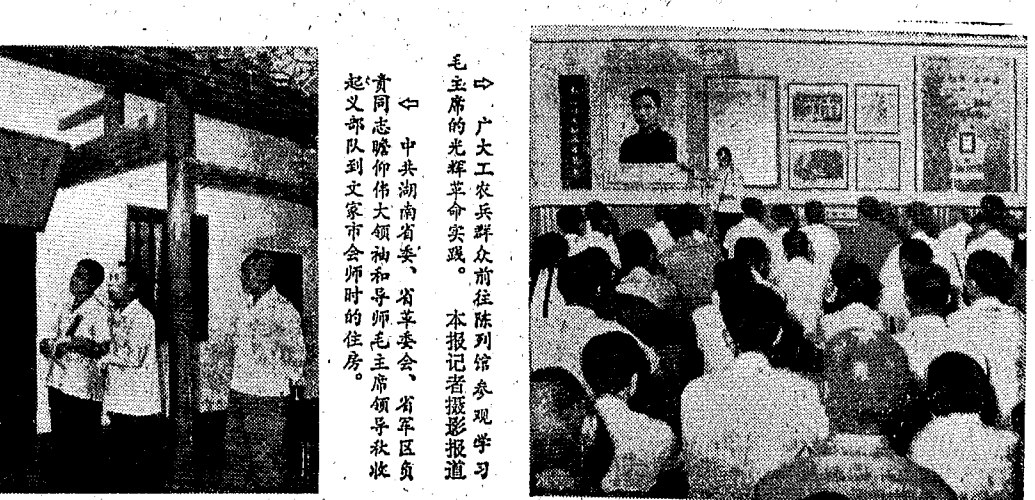 ⇨ 广大工农兵群众前往陈列馆参观学习
毛主席的光辉革命实践。 本报记者摄影报道
⇦ 中共湖南省委、省革委会、省军区负
责同志瞻仰伟大领袖和导师毛主席领导秋收
起义部队到文家市会师时的住房。